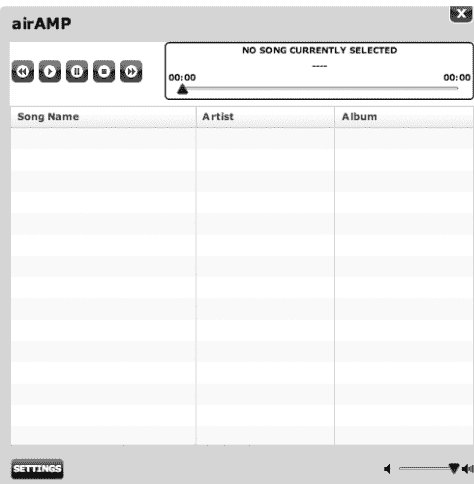 airAMP
NO SONG CURRENTLY SELECTED
----
00:00 00:00
Song Name Artist Album
SETTINGS